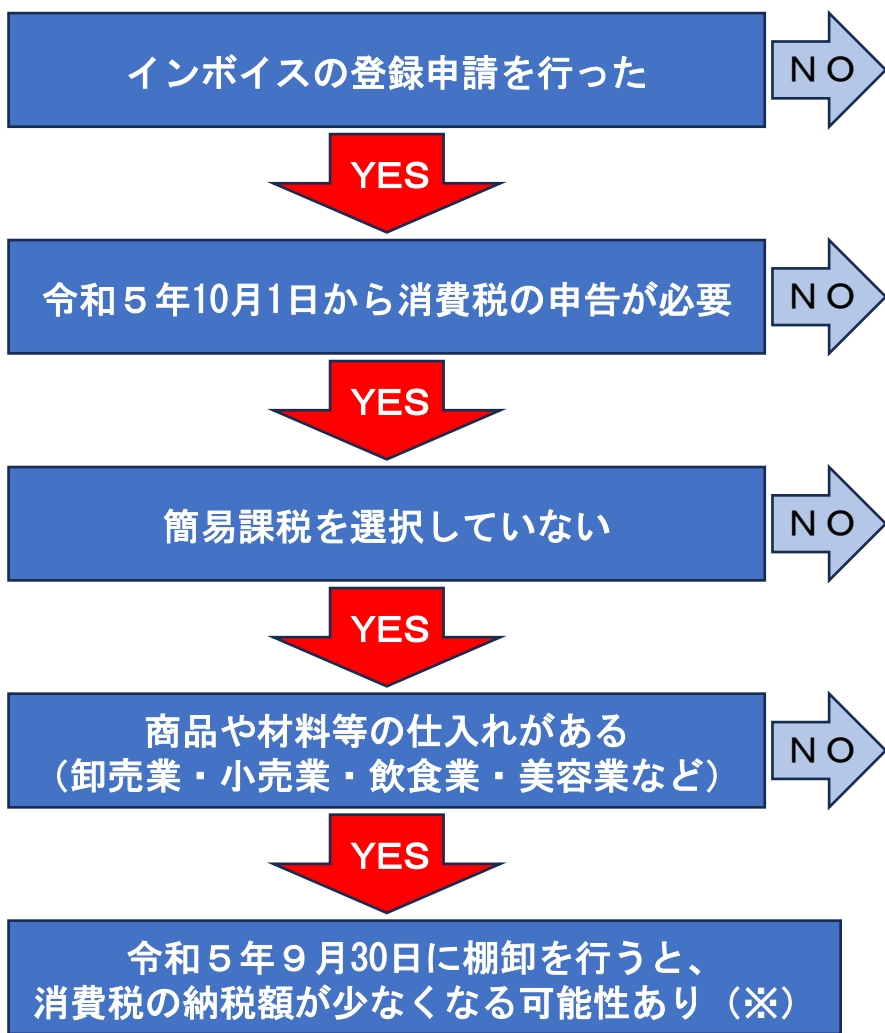 インボイスの登録申請を行った
NO
YES
令和５年10月1日から消費税の申告が必要
NO
YES
簡易課税を選択していない
NO
YES
商品や材料等の仕入れがある
（卸売業・小売業・飲食業・美容業など）
NO
YES
令和５年９月30日に棚卸を行うと、
消費税の納税額が少なくなる可能性あり（※）